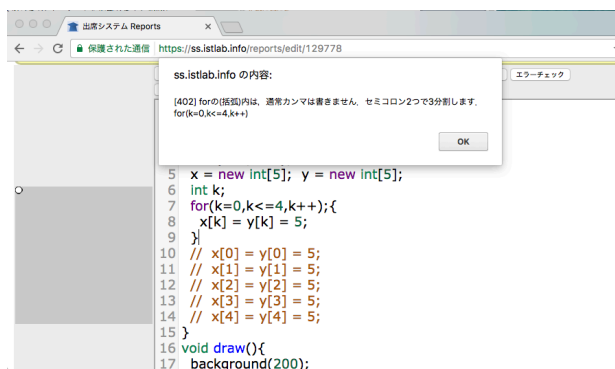 出席システム Reports
保護された通信 https://ss.istlab.info/reports/edit/129778
ss.istlab.info の内容:
エラーチェック
[402] forの(括弧)内は，通常カンマは書きません，セミコロン2つで3分割します．
for(k=0,k<=4,k++)
OK
5 x = new int[5]; y = new int[5];
6 int k;
7 for(k=0,k<=4,k++);{
8 x[k] = y[k] = 5;
9 }
10 // x[0] = y[0] = 5;
11 // x[1] = y[1] = 5;
12 // x[2] = y[2] = 5;
13 // x[3] = y[3] = 5;
14 // x[4] = y[4] = 5;
15 }
16 void draw(){
17 background(200);